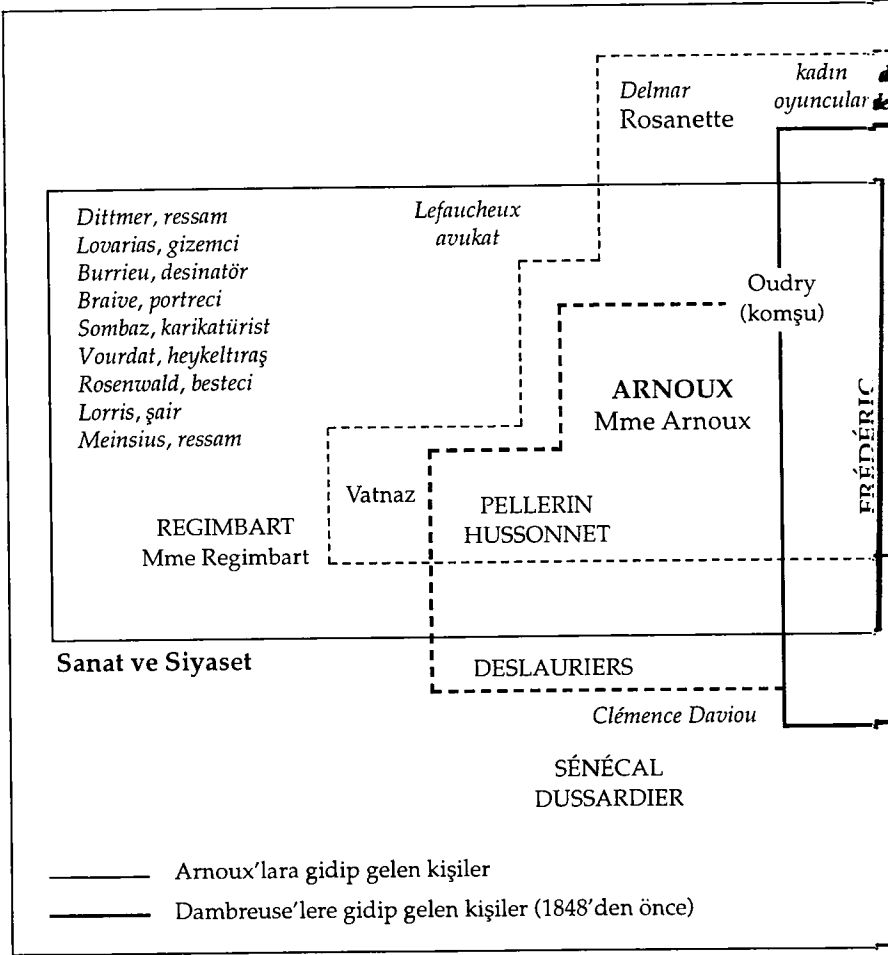 Delmar
Rosanette
kadın
oyuncular
Dittmer, ressam
Lovarias, gizemci
Burrieu, desinatör
Braive, portreci
Sombaz, karikatürist
Vourdat, heykeltıraş
Rosenwald, besteci
Lorris, şair
Meinsius, ressam
Lefaucheux
avukat
Oudry
(komşu)
ARNOUX
Mme Arnoux
FRÉDÉRIC
Vatnaz
PELLERIN
HUSSONNET
REGIMBART
Mme Regimbart
Sanat ve Siyaset
DESLAURIERS
Clémence Daviou
SÉNÉCAL
DUSSARDIER
Arnoux'lara gidip gelen kişiler
Dambreuse'lere gidip gelen kişiler (1848'den önce)